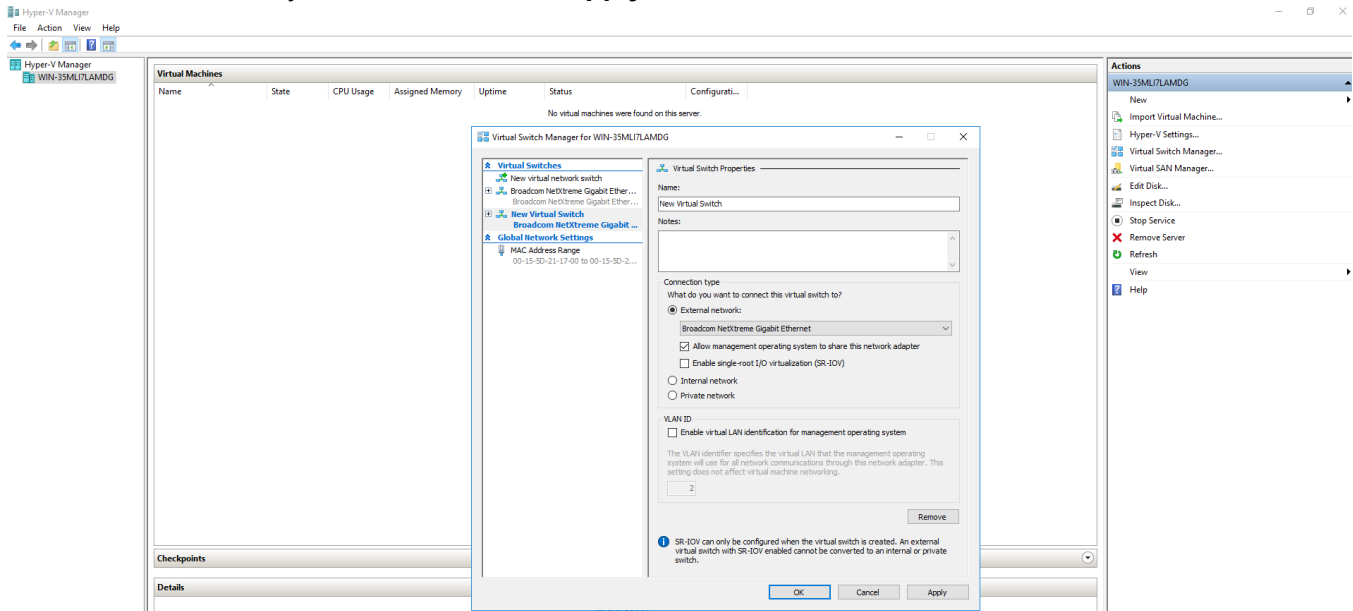 Hyper-V Manager
File Action View Help
Hyper-V Manager
WIN-35MLI7LAMDG
Virtual Machines
Name State CPU Usage Assigned Memory Uptime Status Configurati...
No virtual machines were found on this server.
Virtual Switch Manager for WIN-35MLI7LAMDG
Virtual Switches
New virtual network switch
Broadcom NetXtreme Gigabit Ether...
Broadcom NetXtreme Gigabit Ether...
New Virtual Switch
Broadcom NetXtreme Gigabit ...
Global Network Settings
MAC Address Range
00-15-5D-21-17-00 to 00-15-5D-2...
Virtual Switch Properties
Name:
New Virtual Switch
Notes:
Connection type
What do you want to connect this virtual switch to?
External network:
Broadcom NetXtreme Gigabit Ethernet
Allow management operating system to share this network adapter
Enable single-root I/O virtualization (SR-IOV)
Internal network
Private network
VLAN ID
Enable virtual LAN identification for management operating system
The VLAN identifier specifies the virtual LAN that the management operating
system will use for all network communications through this network adapter. This
setting does not affect virtual machine networking.
2
Remove
SR-IOV can only be configured when the virtual switch is created. An external
virtual switch with SR-IOV enabled cannot be converted to an internal or private
switch.
OK Cancel Apply
Checkpoints
Details
Actions
WIN-35MLI7LAMDG
New
Import Virtual Machine...
Hyper-V Settings...
Virtual Switch Manager...
Virtual SAN Manager...
Edit Disk...
Inspect Disk...
Stop Service
Remove Server
Refresh
View
Help